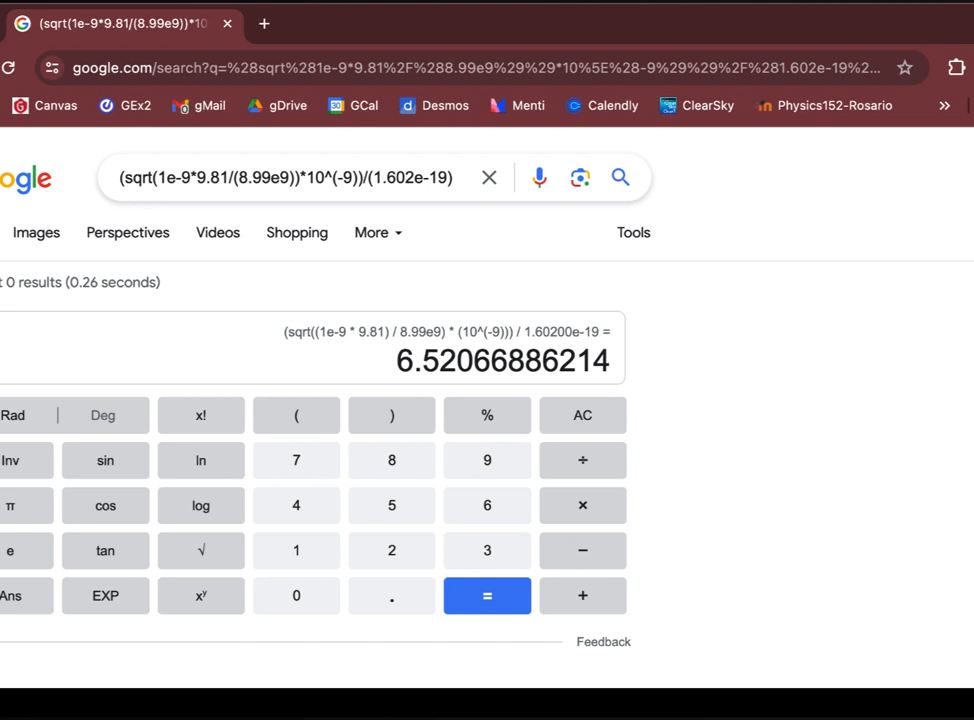 (sqrt(1e-9*9.81/(8.99e9))*10
google.com/search?q=%28sqrt%281e-9*9.81%2F%288.99e9%29%29*10%5E%28-9%29%29%2F%281.602e-19%2...
Canvas GEx2 gMail gDrive GCal Desmos Menti Calendly ClearSky Physics152-Rosario »
ogle (sqrt(1e-9*9.81/(8.99e9))*10^(-9))/(1.602e-19)
Images Perspectives Videos Shopping More Tools
t 0 results (0.26 seconds)
(sqrt((1e-9 * 9.81) / 8.99e9) * (10^(-9))) / 1.60200e-19 =
6.52066886214
Rad | Deg x! ( ) % AC
Inv sin ln 7 8 9 ÷
π cos log 4 5 6 ×
e tan √ 1 2 3 −
Ans EXP xʸ 0 . = +
Feedback